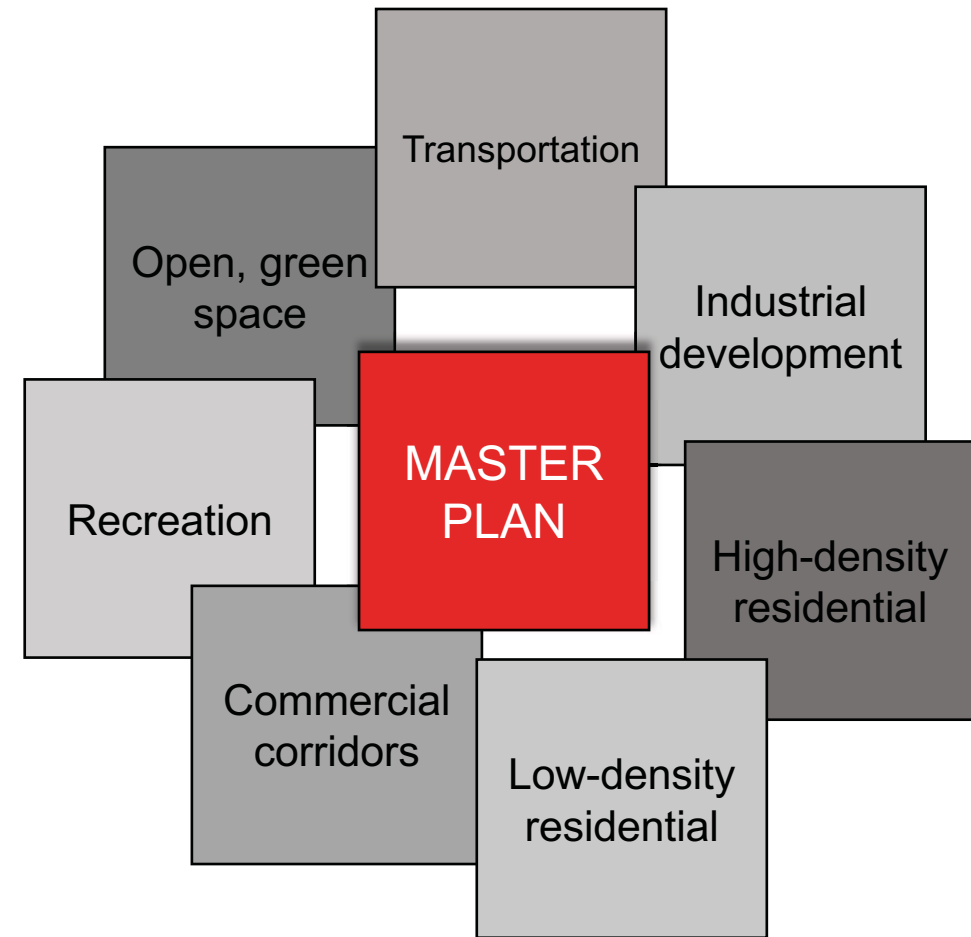 Transportation
Open, green
space
Industrial
development
MASTER
PLAN
Recreation
High-density
residential
Commercial
corridors
Low-density
residential